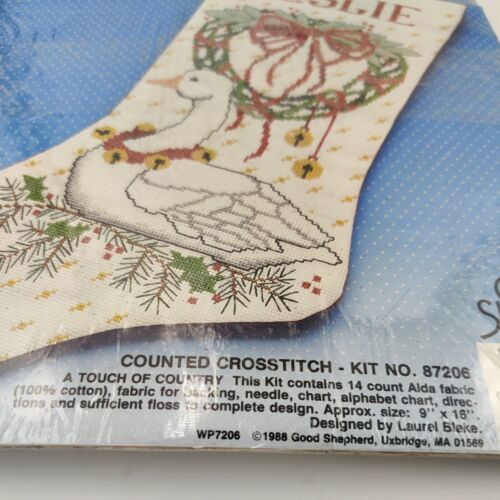 ESLIE
COUNTED CROSSTITCH - KIT NO. 87206
A TOUCH OF COUNTRY This Kit contains 14 count Aida fabric
(100% cotton), fabric for backing, needle, chart, alphabet chart, direc-
tions and sufficient floss to complete design. Approx. size: 9" x 16".
Designed by Laurel Blake.
WP7206 ©1988 Good Shepherd, Uxbridge, MA 01569